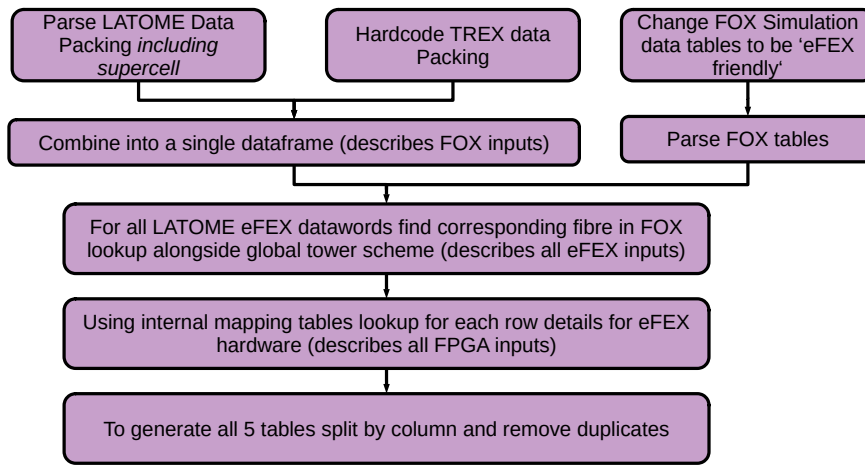 Parse LATOME Data
Packing including
supercell
Hardcode TREX data
Packing
Change FOX Simulation
data tables to be ‘eFEX
friendly‘
Combine into a single dataframe (describes FOX inputs)
Parse FOX tables
For all LATOME eFEX datawords find corresponding fibre in FOX
lookup alongside global tower scheme (describes all eFEX inputs)
Using internal mapping tables lookup for each row details for eFEX
hardware (describes all FPGA inputs)
To generate all 5 tables split by column and remove duplicates